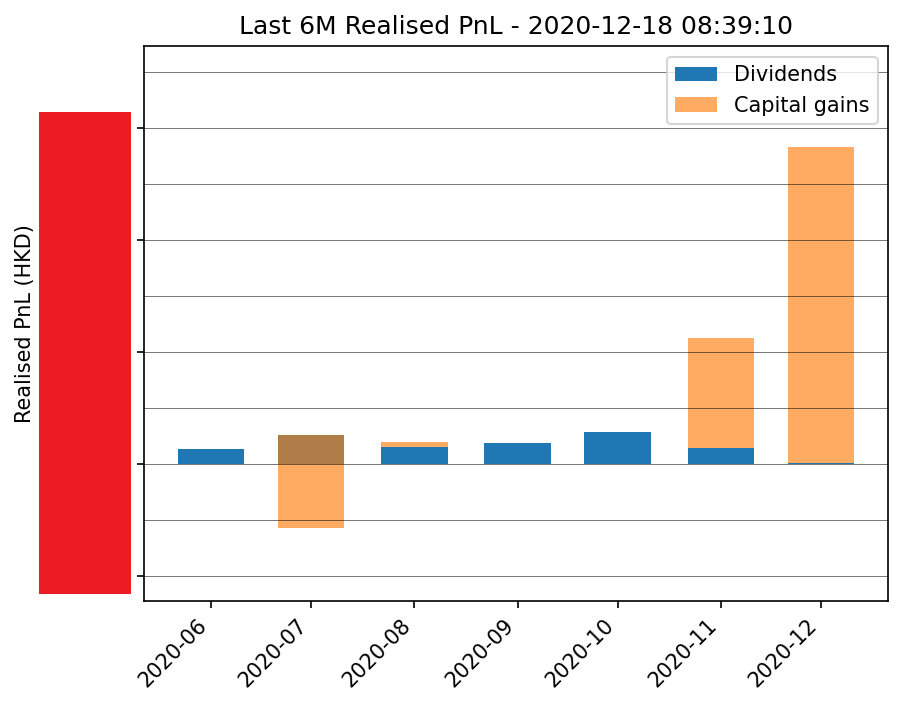 Last 6M Realised PnL - 2020-12-18 08:39:10
Dividends
Capital gains
Realised PnL (HKD)
2020-06
2020-07
2020-08
2020-09
2020-10
2020-11
2020-12